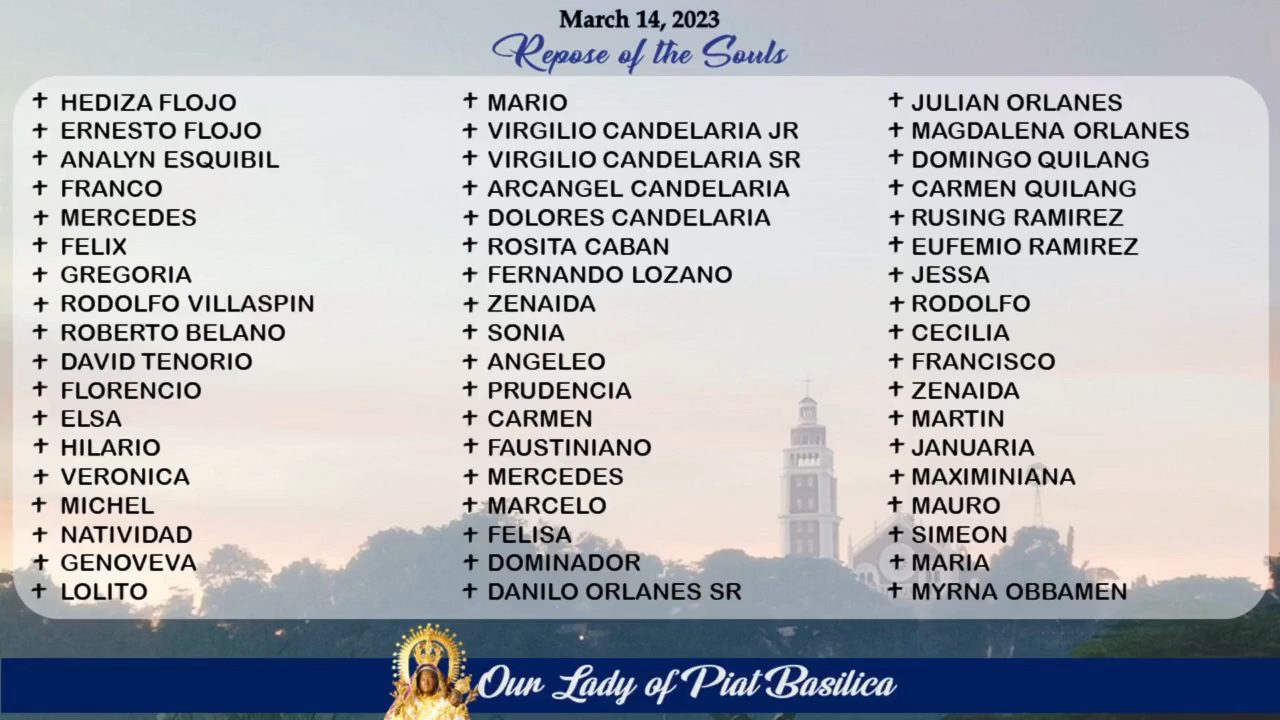 March 14, 2023
Repose of the Souls
✝ HEDIZA FLOJO
✝ ERNESTO FLOJO
✝ ANALYN ESQUIBIL
✝ FRANCO
✝ MERCEDES
✝ FELIX
✝ GREGORIA
✝ RODOLFO VILLASPIN
✝ ROBERTO BELANO
✝ DAVID TENORIO
✝ FLORENCIO
✝ ELSA
✝ HILARIO
✝ VERONICA
✝ MICHEL
✝ NATIVIDAD
✝ GENOVEVA
✝ LOLITO
✝ MARIO
✝ VIRGILIO CANDELARIA JR
✝ VIRGILIO CANDELARIA SR
✝ ARCANGEL CANDELARIA
✝ DOLORES CANDELARIA
✝ ROSITA CABAN
✝ FERNANDO LOZANO
✝ ZENAIDA
✝ SONIA
✝ ANGELEO
✝ PRUDENCIA
✝ CARMEN
✝ FAUSTINIANO
✝ MERCEDES
✝ MARCELO
✝ FELISA
✝ DOMINADOR
✝ DANILO ORLANES SR
✝ JULIAN ORLANES
✝ MAGDALENA ORLANES
✝ DOMINGO QUILANG
✝ CARMEN QUILANG
✝ RUSING RAMIREZ
✝ EUFEMIO RAMIREZ
✝ JESSA
✝ RODOLFO
✝ CECILIA
✝ FRANCISCO
✝ ZENAIDA
✝ MARTIN
✝ JANUARIA
✝ MAXIMINIANA
✝ MAURO
✝ SIMEON
✝ MARIA
✝ MYRNA OBBAMEN
Our Lady of Piat Basilica